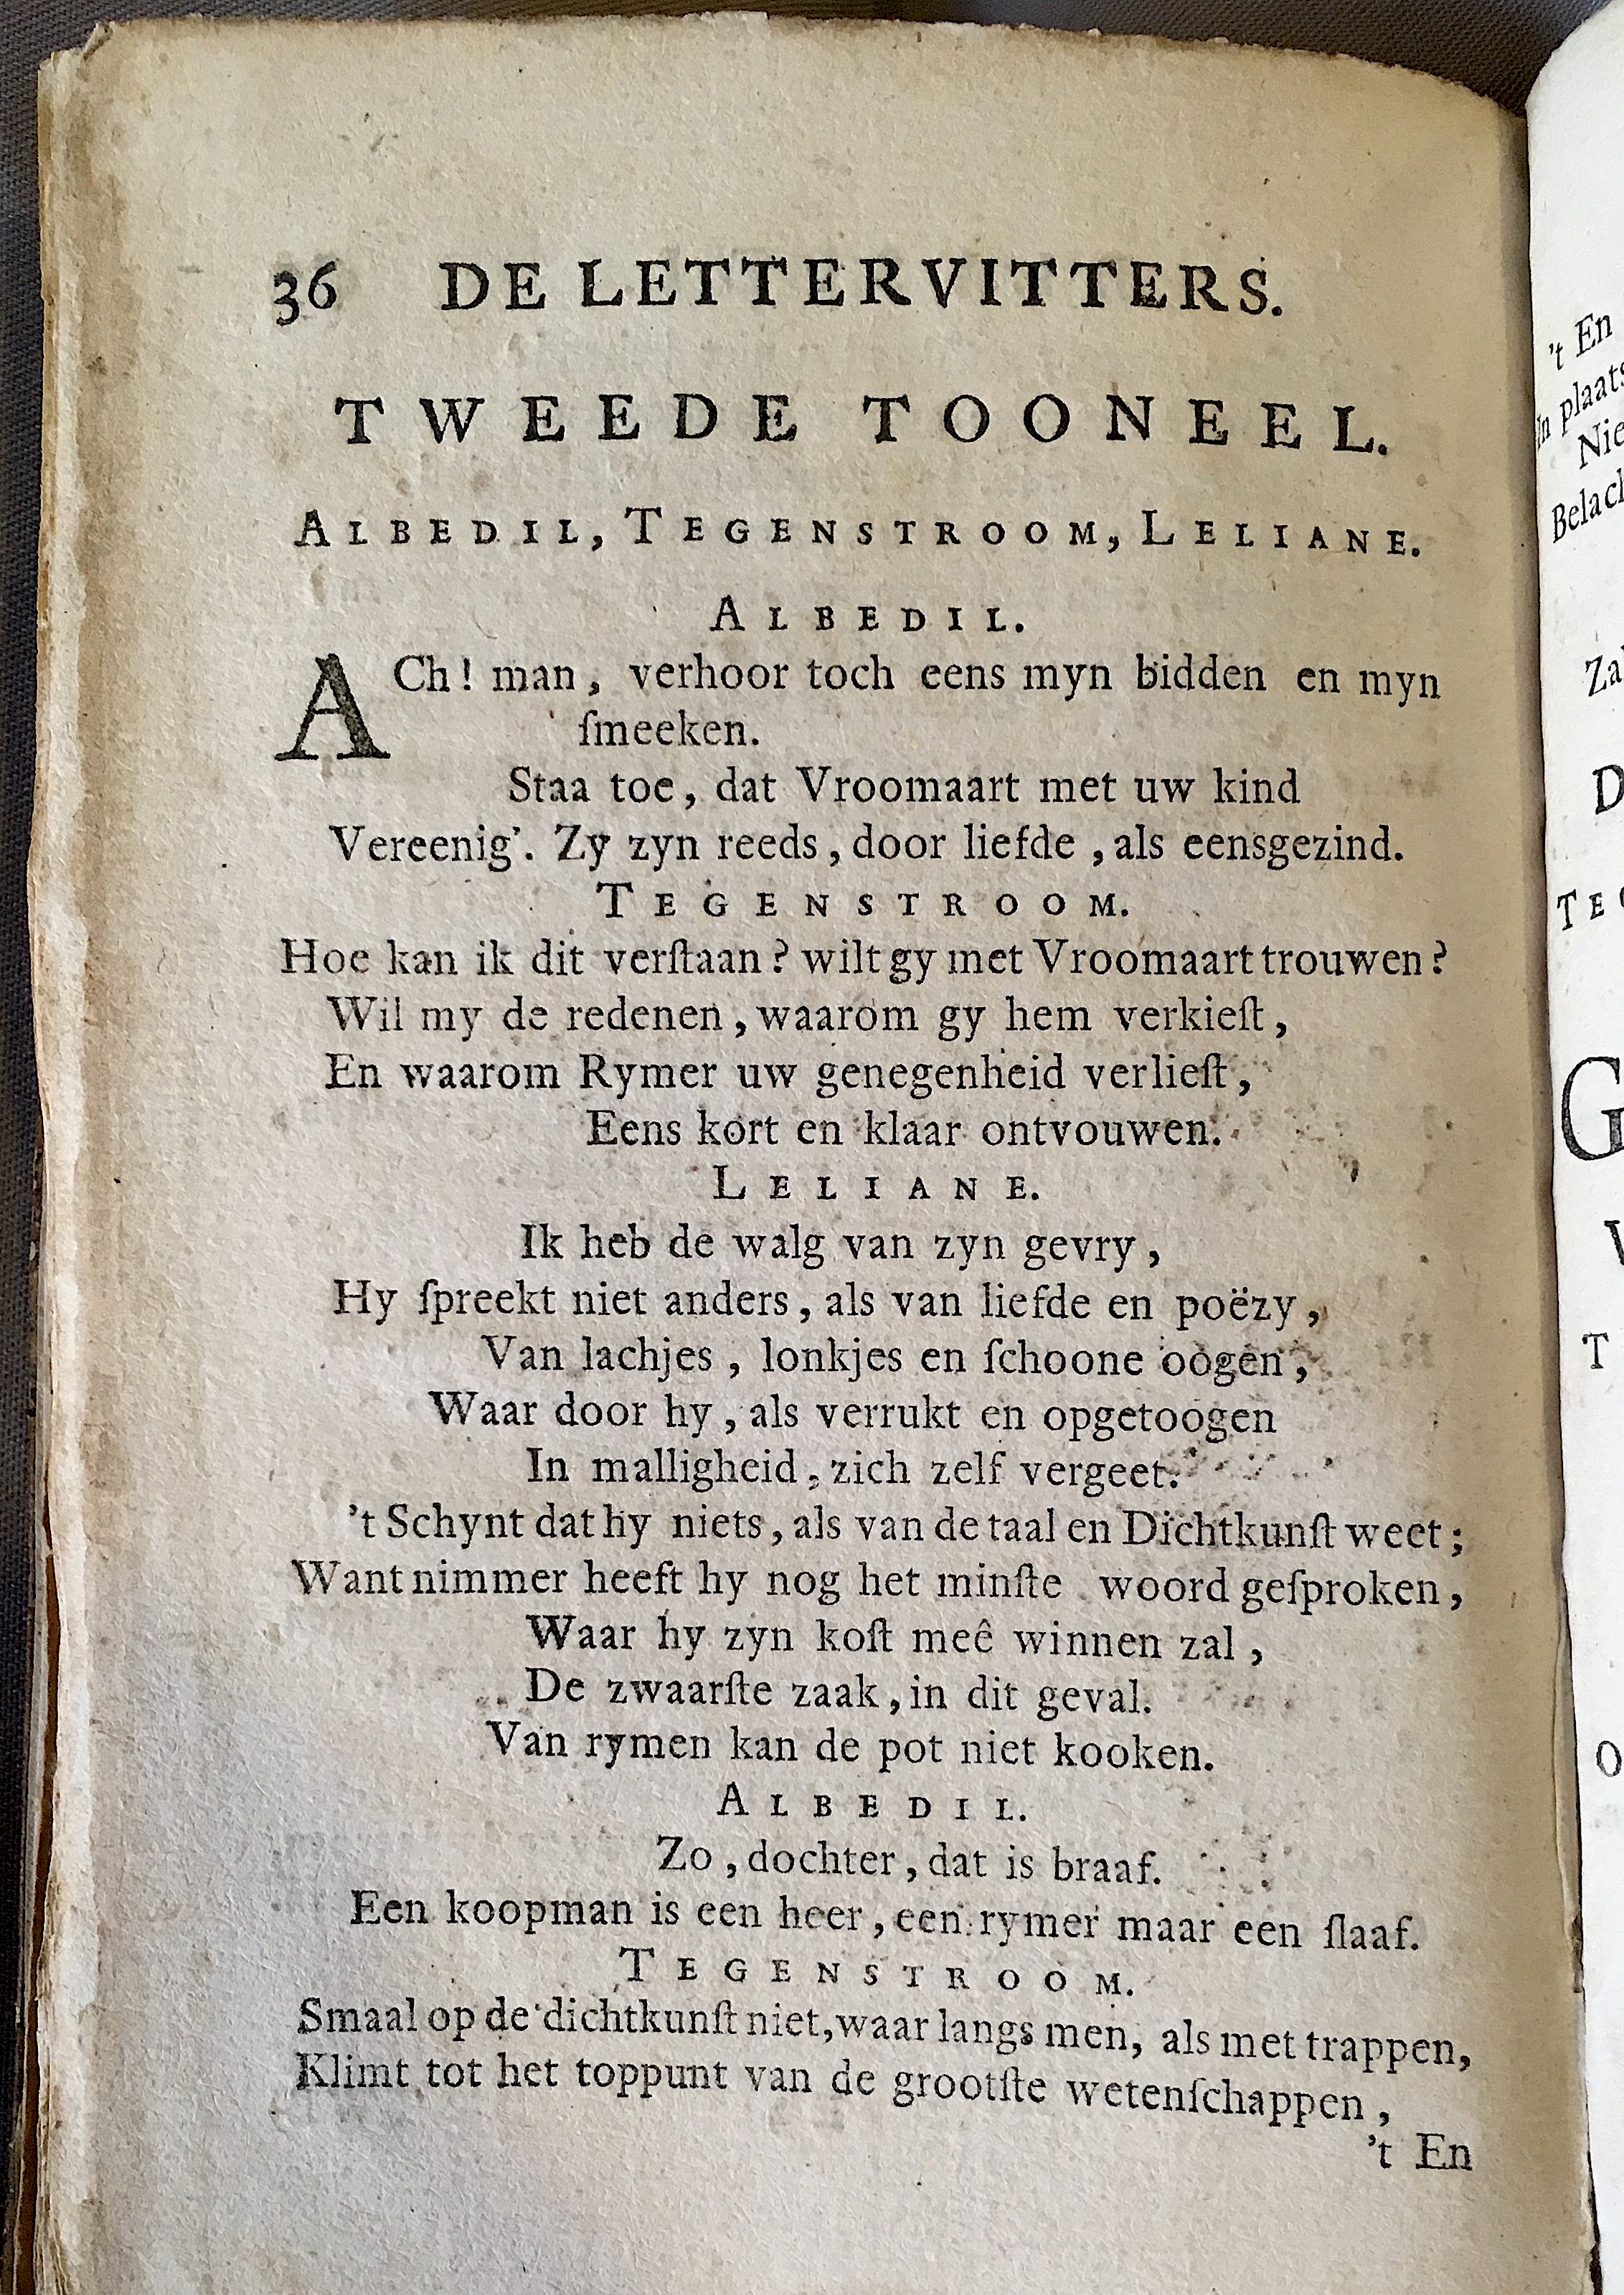 36 DE LETTERVITTERS.
TWEEDE TOONEEL.
ALBEDIL, TEGENSTROOM, LELIANE.
ALBEDIL.
ACh! man, verhoor toch eens myn bidden en myn
ſmeeken.
Staa toe, dat Vroomaart met uw kind
Vereenig'. Zy zyn reeds, door liefde, als eensgezind.
TEGENSTROOM.
Hoe kan ik dit verſtaan? wilt gy met Vroomaart trouwen?
Wil my de redenen, waarom gy hem verkieſt,
En waarom Rymer uw genegenheid verlieſt,
Eens kort en klaar ontvouwen.
LELIANE.
Ik heb de walg van zyn gevry,
Hy ſpreekt niet anders, als van liefde en poëzy,
Van lachjes, lonkjes en ſchoone oogen,
Waar door hy, als verrukt en opgetoogen
In malligheid, zich zelf vergeet.
't Schynt dat hy niets, als van de taal en Dichtkunſt weet;
Want nimmer heeft hy nog het minſte woord geſproken,
Waar hy zyn koſt meê winnen zal,
De zwaarſte zaak, in dit geval.
Van rymen kan de pot niet kooken.
ALBEDIL.
Zo, dochter, dat is braaf.
Een koopman is een heer, een rymer maar een ſlaaf.
TEGENSTROOM.
Smaal op de dichtkunſt niet, waar langs men, als met trappen,
Klimt tot het toppunt van de grootſte wetenſchappen,
't En
't En
In plaats
Belach